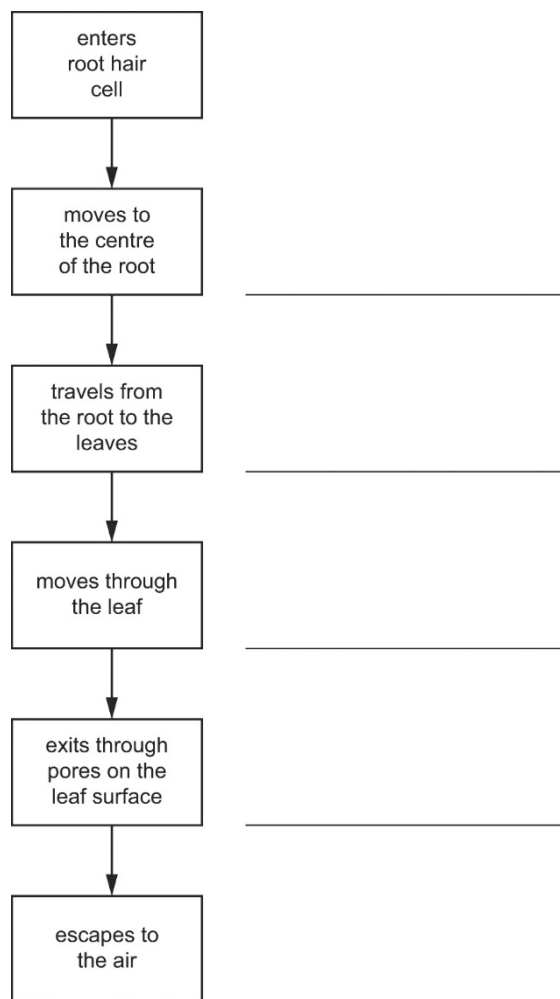 enters
root hair
cell
moves to
the centre
of the root
travels from
the root to the
leaves
moves through
the leaf
exits through
pores on the
leaf surface
escapes to
the air